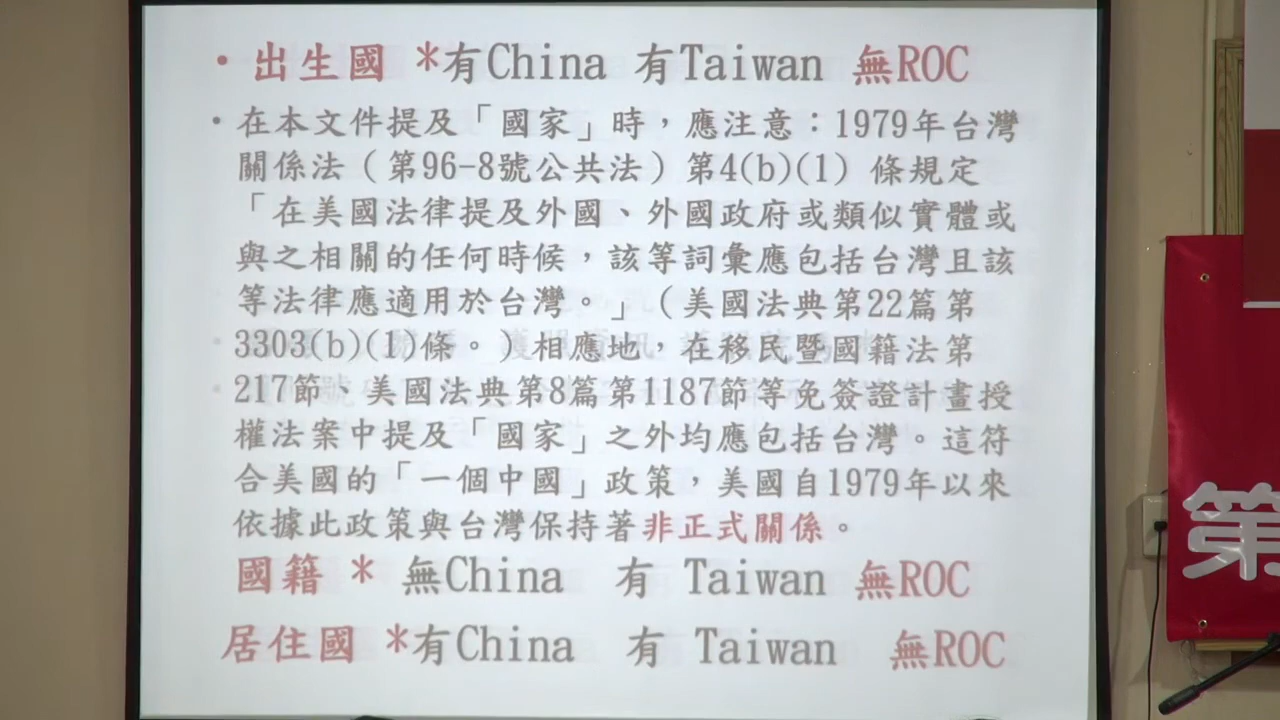 • 出生國 *有China 有Taiwan 無ROC
• 在本文件提及「國家」時，應注意：1979年台灣
關係法（第96-8號公共法）第4(b)(1) 條規定
「在美國法律提及外國、外國政府或類似實體或
與之相關的任何時候，該等詞彙應包括台灣且該
等法律應適用於台灣。」（美國法典第22篇第
3303(b)(1)條。）相應地，在移民暨國籍法第
217節、美國法典第8篇第1187節等免簽證計畫授
權法案中提及「國家」之外均應包括台灣。這符
合美國的「一個中國」政策，美國自1979年以來
依據此政策與台灣保持著非正式關係。
國籍 * 無China 有 Taiwan 無ROC
居住國 *有China 有 Taiwan 無ROC
第